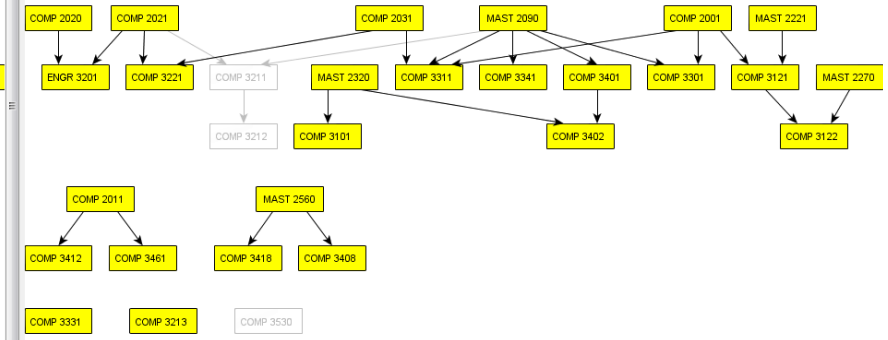 COMP 2020
COMP 2021
COMP 2031
MAST 2090
COMP 2001
MAST 2221
ENGR 3201
COMP 3221
COMP 3211
MAST 2320
COMP 3311
COMP 3341
COMP 3401
COMP 3301
COMP 3121
MAST 2270
COMP 3212
COMP 3101
COMP 3402
COMP 3122
COMP 2011
MAST 2560
COMP 3412
COMP 3461
COMP 3418
COMP 3408
COMP 3331
COMP 3213
COMP 3530